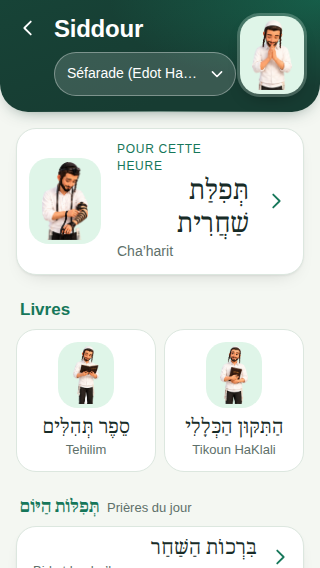 Siddour
Séfarade (Edot Ha…
POUR CETTE
HEURE
תְּפִלַּת
שַׁחֲרִית
Cha'harit
Livres
סֵפֶר תְּהִלִּים
Tehilim
הַתִּקּוּן הַכְּלָלִי
Tikoun HaKlali
תְּפִלּוֹת הַיּוֹם Prières du jour
בִּרְכוֹת הַשַּׁחַר